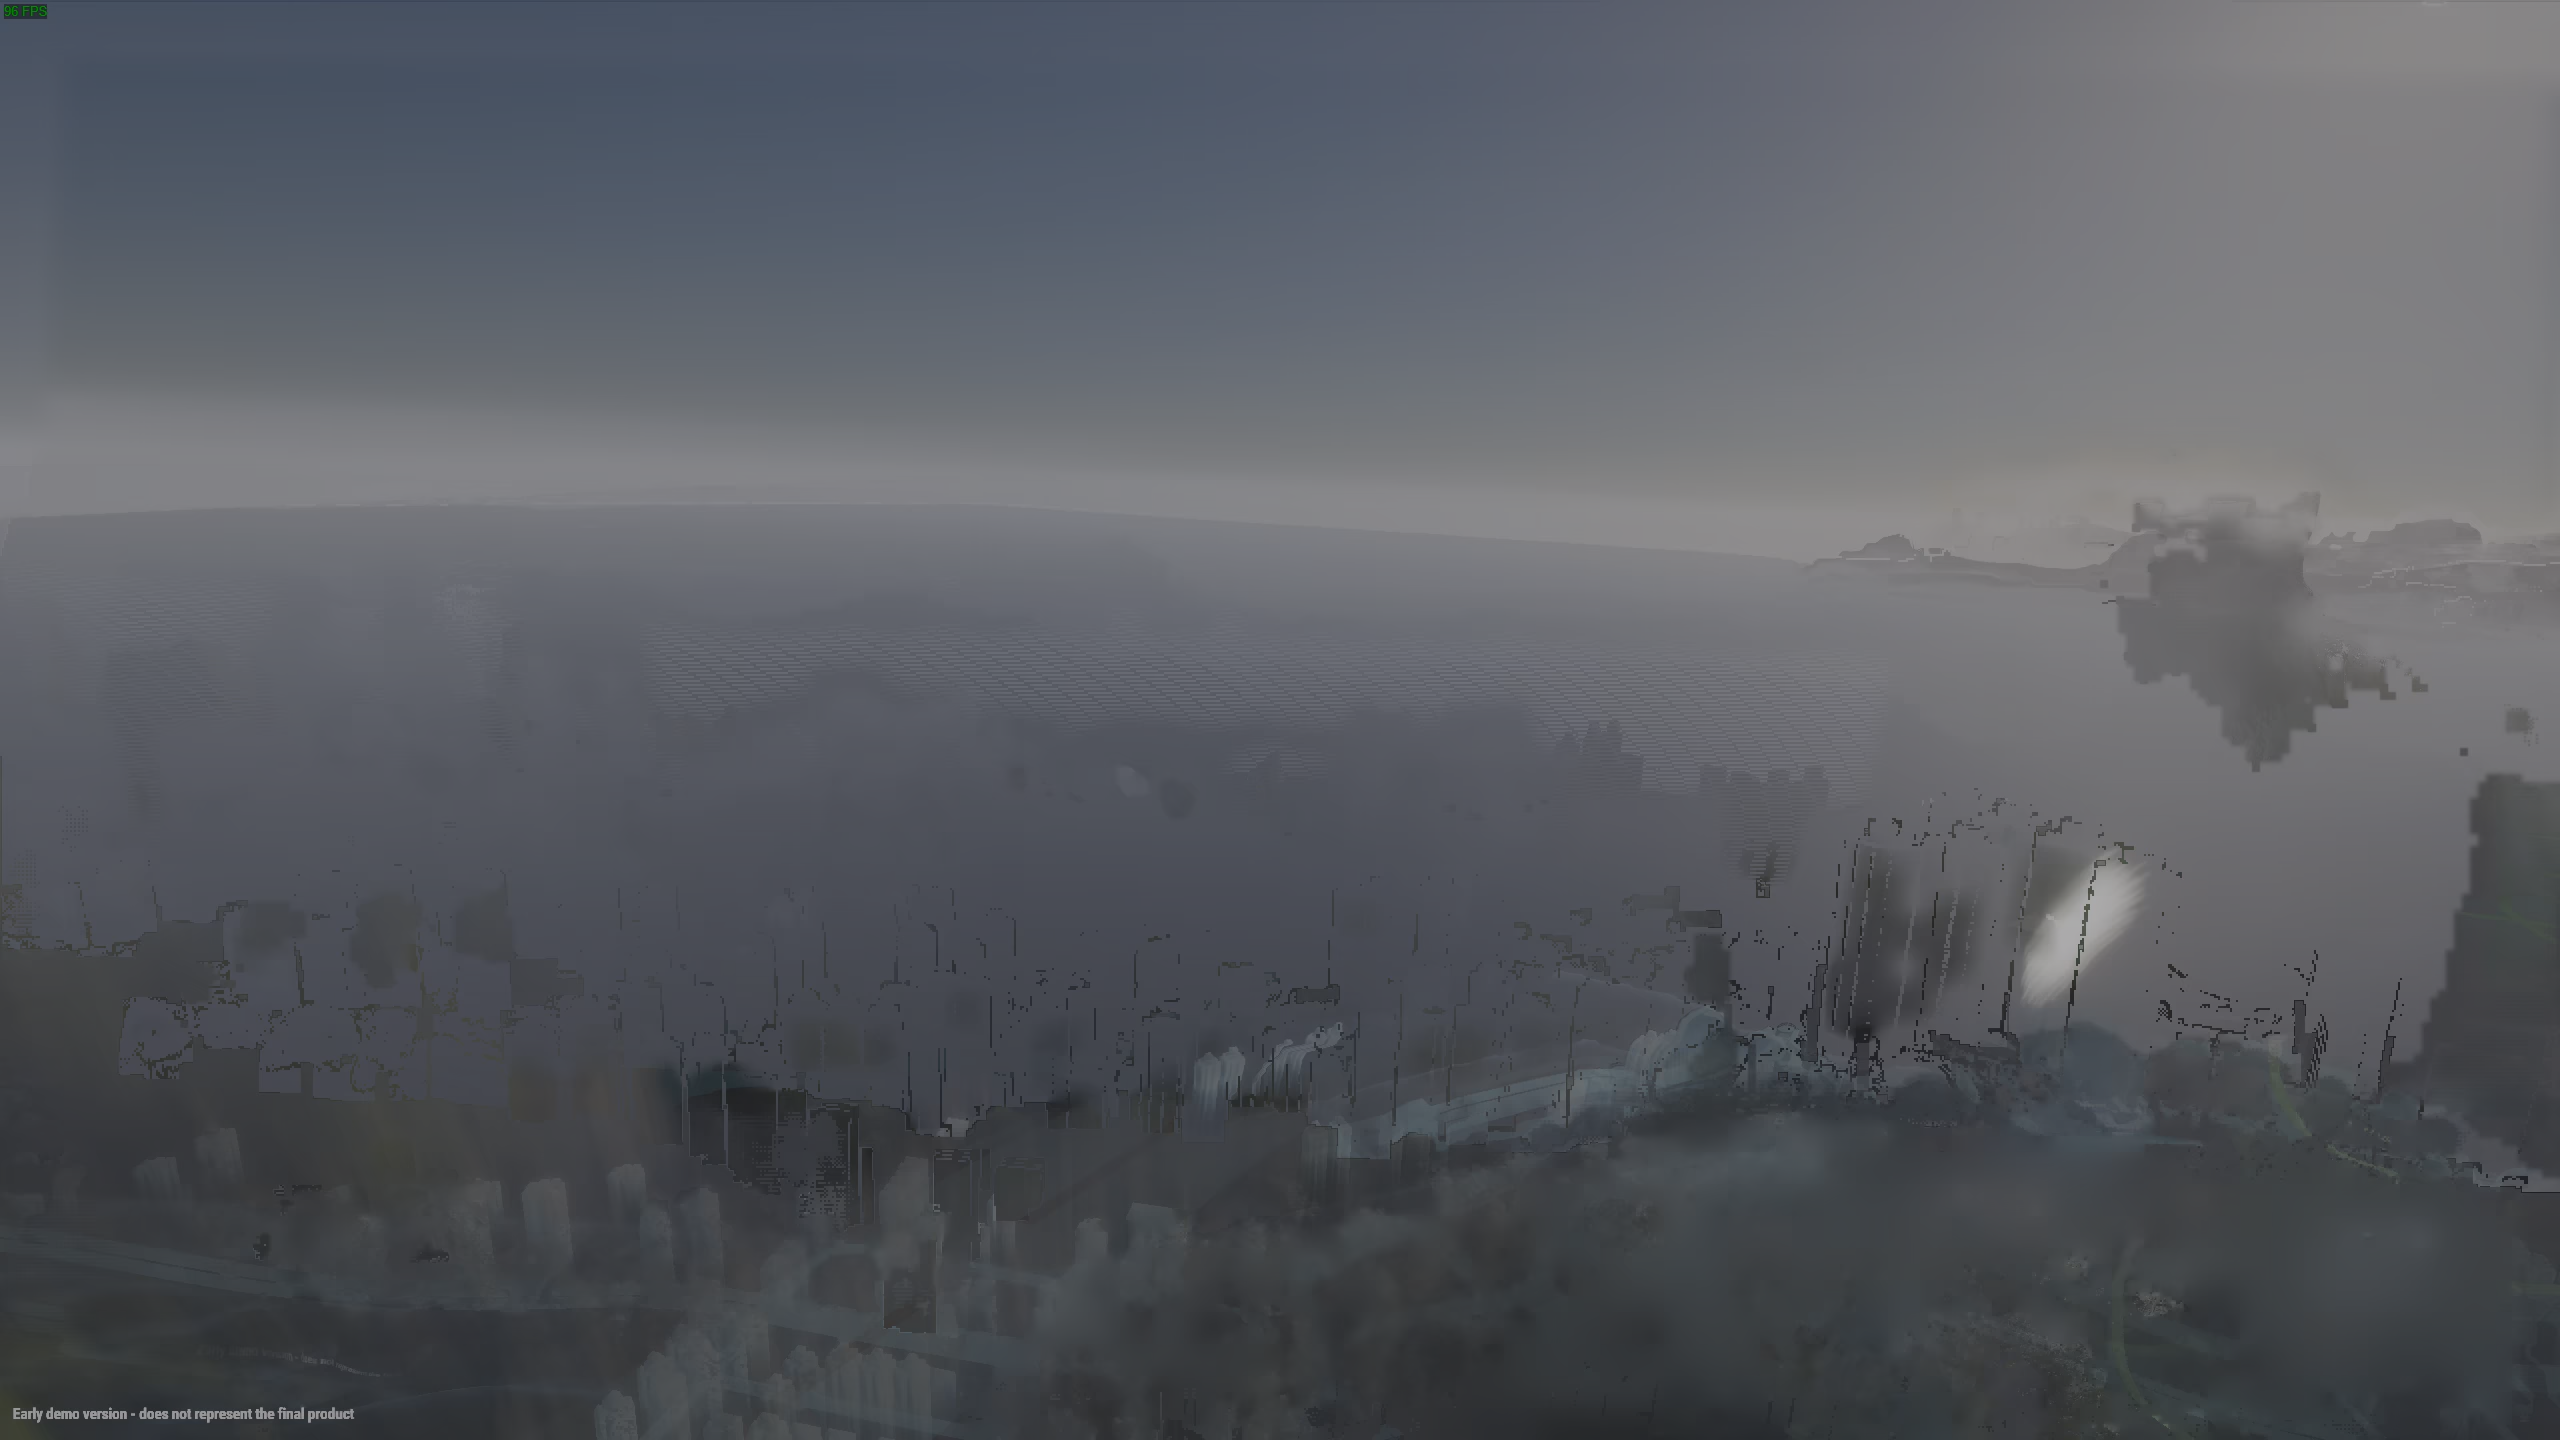 96 FPS
Early demo version - does not represent the final product